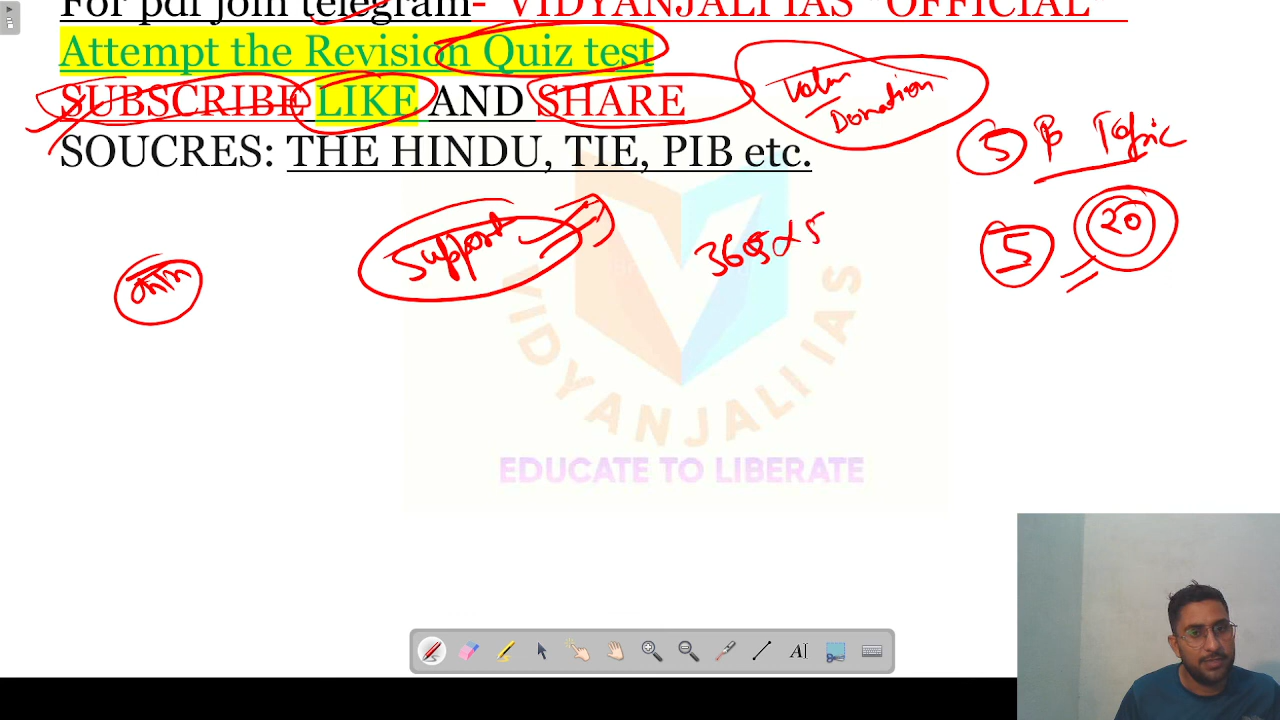 For pdf join telegram- "VIDYANJALI IAS "OFFICIAL"
Attempt the Revision Quiz test
SUBSCRIBE LIKE AND SHARE
SOUCRES: THE HINDU, TIE, PIB etc.
Donation
5 Topic
Support
365x5
5 20
VIDYANJALI IAS
EDUCATE TO LIBERATE